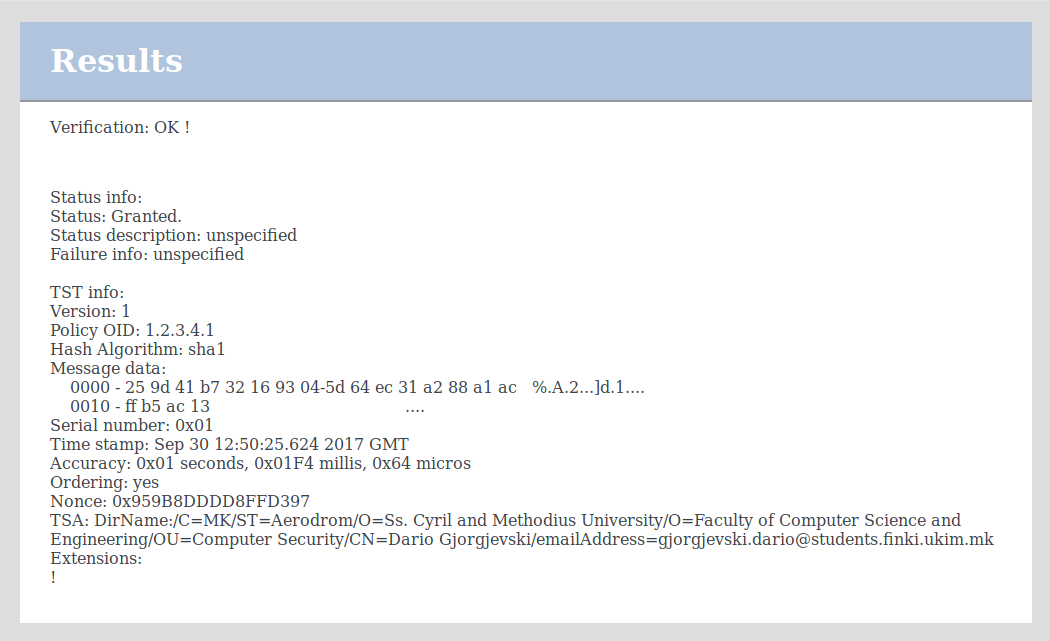 Results
Verification: OK !
Status info:
Status: Granted.
Status description: unspecified
Failure info: unspecified
TST info:
Version: 1
Policy OID: 1.2.3.4.1
Hash Algorithm: sha1
Message data:
0000 - 25 9d 41 b7 32 16 93 04-5d 64 ec 31 a2 88 a1 ac %.A.2...]d.1....
0010 - ff b5 ac 13 ....
Serial number: 0x01
Time stamp: Sep 30 12:50:25.624 2017 GMT
Accuracy: 0x01 seconds, 0x01F4 millis, 0x64 micros
Ordering: yes
Nonce: 0x959B8DDDD8FFD397
TSA: DirName:/C=MK/ST=Aerodrom/O=Ss. Cyril and Methodius University/O=Faculty of Computer Science and
Engineering/OU=Computer Security/CN=Dario Gjorgjevski/emailAddress=gjorgjevski.dario@students.finki.ukim.mk
Extensions:
!